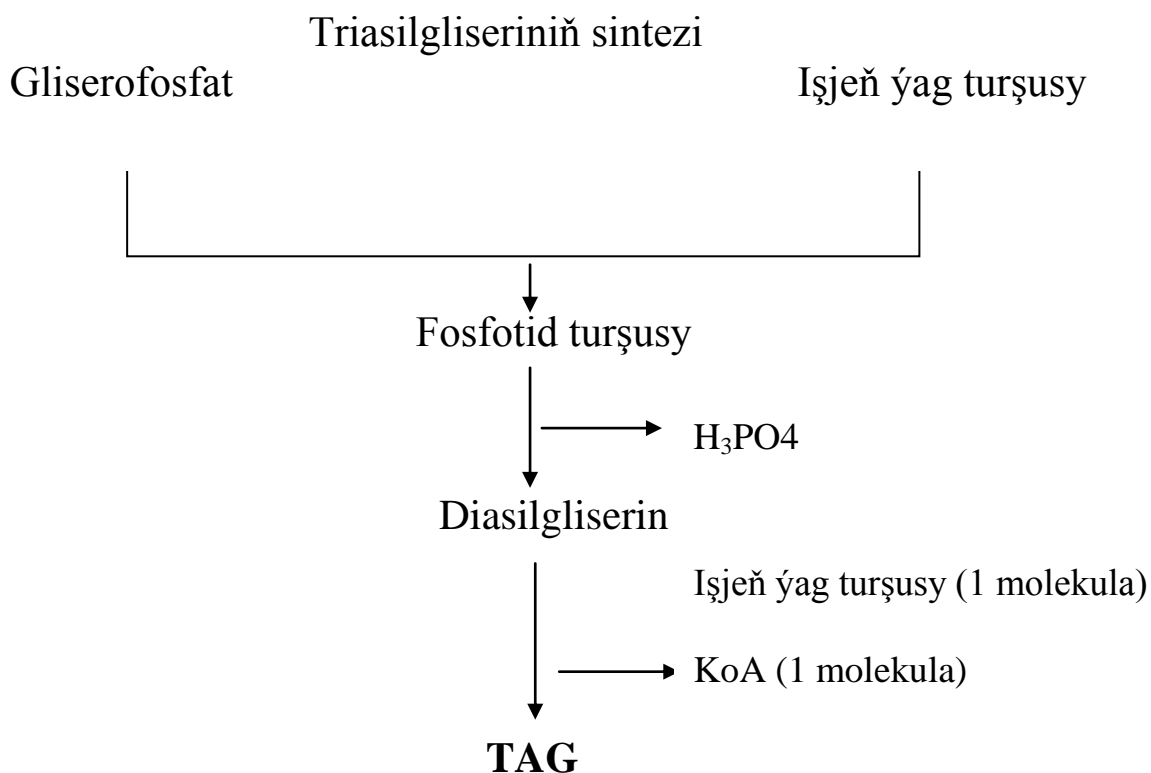 Triasilgliseriniň sintezi
Gliserofosfat Işjeň ýag turşusy
Fosfotid turşusy
H₃PO4
Diasilgliserin
Işjeň ýag turşusy (1 molekula)
KoA (1 molekula)
TAG